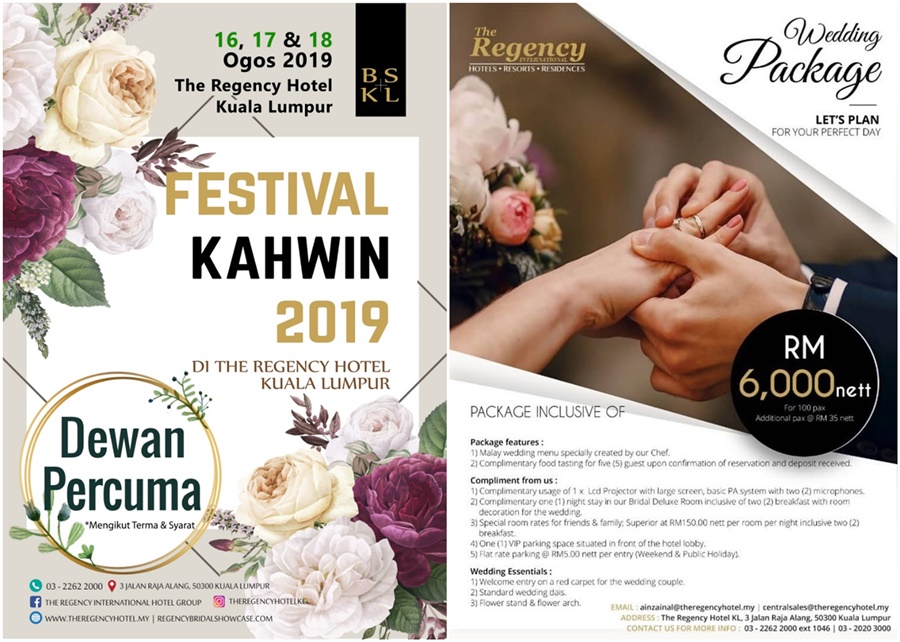 16, 17 & 18
Ogos 2019
The Regency Hotel
Kuala Lumpur
B S
+
K L
FESTIVAL
KAHWIN
2019
DI THE REGENCY HOTEL
KUALA LUMPUR
Dewan
Percuma
*Mengikut Terma & Syarat
03 - 2262 2000 3 JALAN RAJA ALANG, 50300 KUALA LUMPUR
THE REGENCY INTERNATIONAL HOTEL GROUP THEREGENCYHOTELKL
WWW.THEREGENCYHOTEL.MY | REGENCYBRIDALSHOWCASE.COM
The
Regency
INTERNATIONAL
HOTELS • RESORTS • RESIDENCES
Wedding
Package
LET'S PLAN
FOR YOUR PERFECT DAY
RM
6,000nett
For 100 pax
Additional pax @ RM 35 nett
PACKAGE INCLUSIVE OF
Package features :
1) Malay wedding menu specially created by our Chef.
2) Complimentary food tasting for five (5) guest upon confirmation of reservation and deposit received.
Compliment from us :
1) Complimentary usage of 1 x Lcd Projector with large screen, basic PA system with two (2) microphones.
2) Complimentary one (1) night stay in our Bridal Deluxe Room inclusive of two (2) breakfast with room
decoration for the wedding.
3) Special room rates for friends & family; Superior at RM150.00 nett per room per night inclusive two (2)
breakfast.
4) One (1) VIP parking space situated in front of the hotel lobby.
5) Flat rate parking @ RM5.00 nett per entry (Weekend & Public Holiday).
Wedding Essentials :
1) Welcome entry on a red carpet for the wedding couple.
2) Standard wedding dais.
3) Flower stand & flower arch.
EMAIL : ainzainal@theregencyhotel.my | centralsales@theregencyhotel.my
ADDRESS : The Regency Hotel KL, 3 Jalan Raja Alang, 50300 Kuala Lumpur
CONTACT US FOR MORE INFO : 03 - 2262 2000 ext 1046 | 03 - 2020 3000